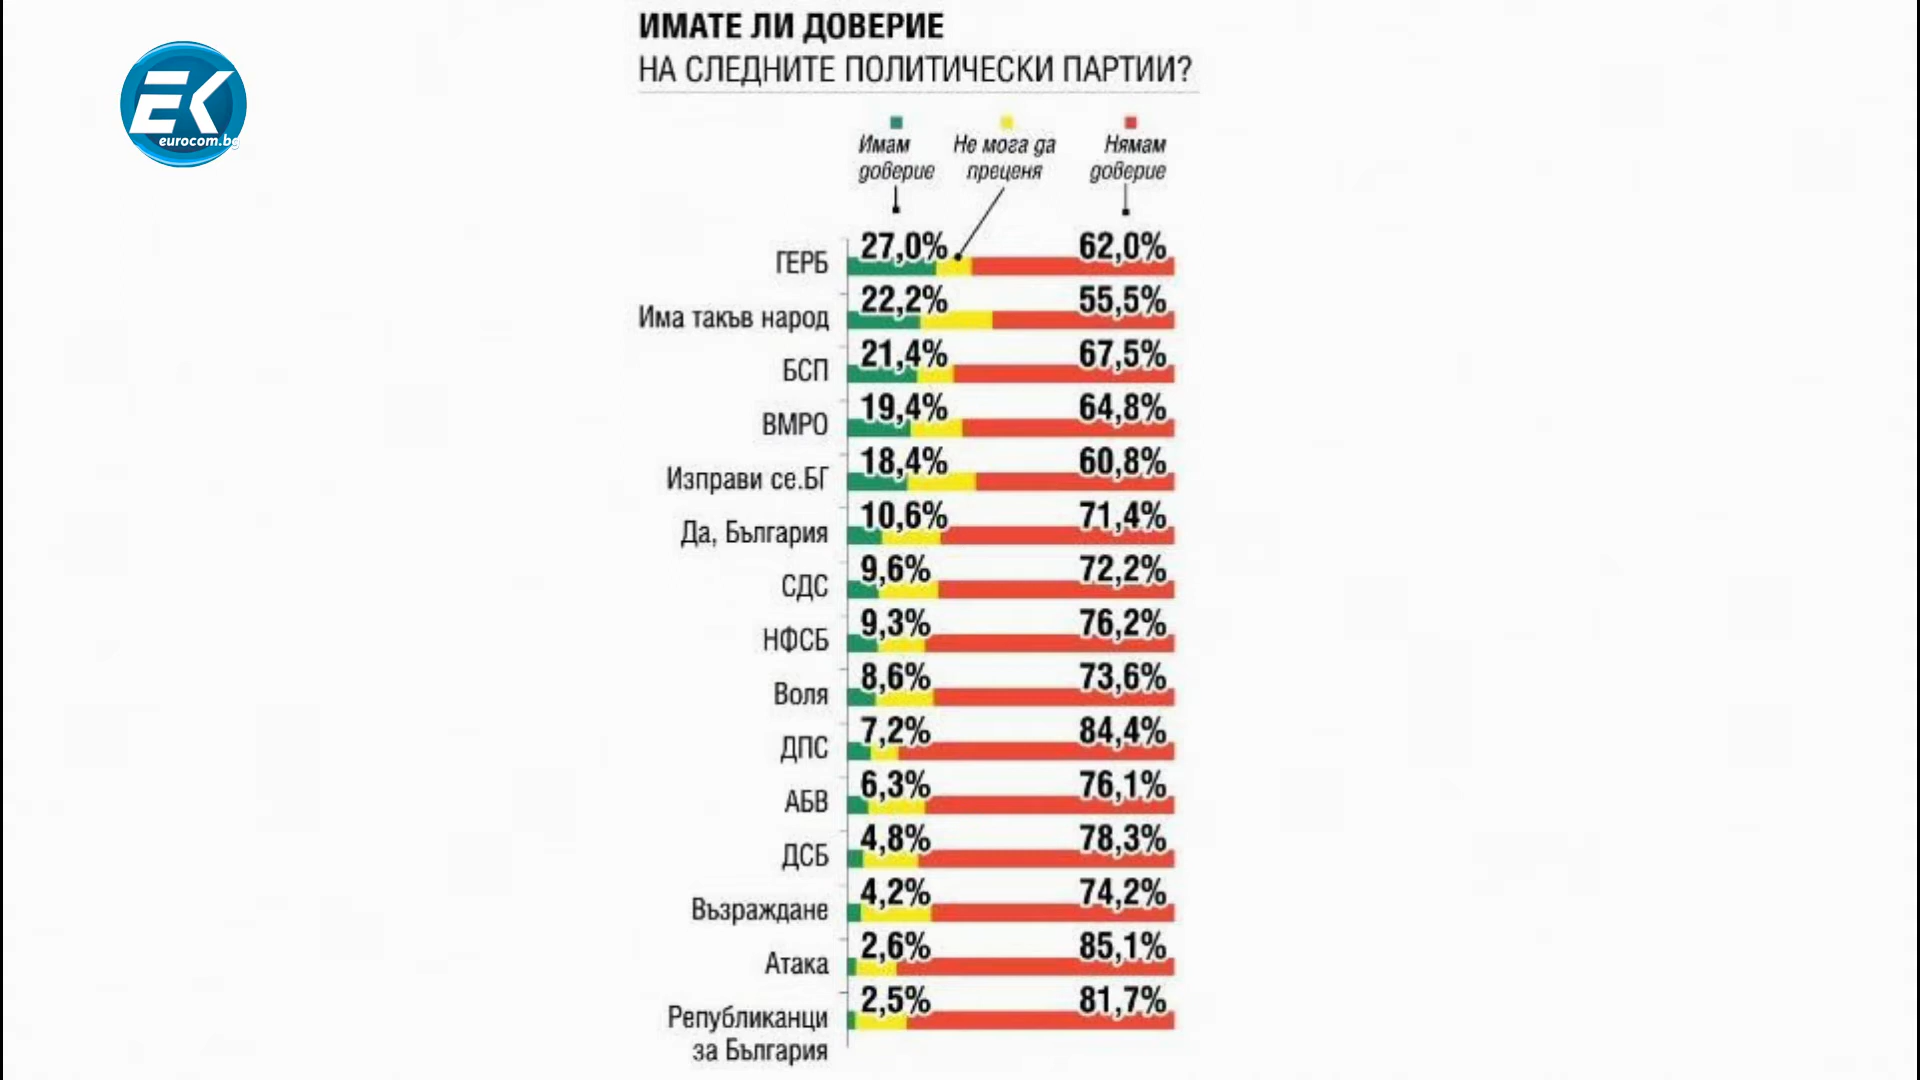 ИМАТЕ ЛИ ДОВЕРИЕ
НА СЛЕДНИТЕ ПОЛИТИЧЕСКИ ПАРТИИ?
EK
eurocom.bg
Имам доверие
Не мога да преценя
Нямам доверие
ГЕРБ 27,0% 62,0%
Има такъв народ 22,2% 55,5%
БСП 21,4% 67,5%
ВМРО 19,4% 64,8%
Изправи се.БГ 18,4% 60,8%
Да, България 10,6% 71,4%
СДС 9,6% 72,2%
НФСБ 9,3% 76,2%
Воля 8,6% 73,6%
ДПС 7,2% 84,4%
АБВ 6,3% 76,1%
ДСБ 4,8% 78,3%
Възраждане 4,2% 74,2%
Атака 2,6% 85,1%
Републиканци 2,5% 81,7%
за България